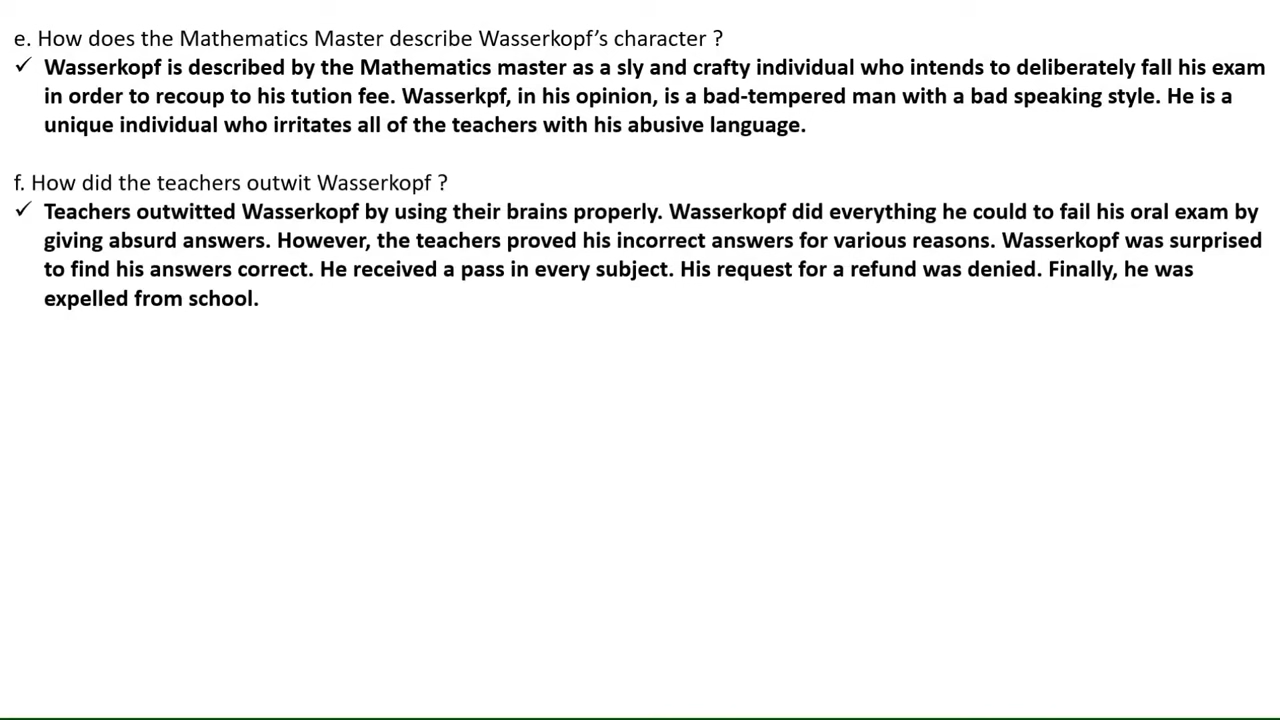 e. How does the Mathematics Master describe Wasserkopf’s character ?
✓ Wasserkopf is described by the Mathematics master as a sly and crafty individual who intends to deliberately fall his exam
in order to recoup to his tution fee. Wasserkpf, in his opinion, is a bad-tempered man with a bad speaking style. He is a
unique individual who irritates all of the teachers with his abusive language.
f. How did the teachers outwit Wasserkopf ?
✓ Teachers outwitted Wasserkopf by using their brains properly. Wasserkopf did everything he could to fail his oral exam by
giving absurd answers. However, the teachers proved his incorrect answers for various reasons. Wasserkopf was surprised
to find his answers correct. He received a pass in every subject. His request for a refund was denied. Finally, he was
expelled from school.